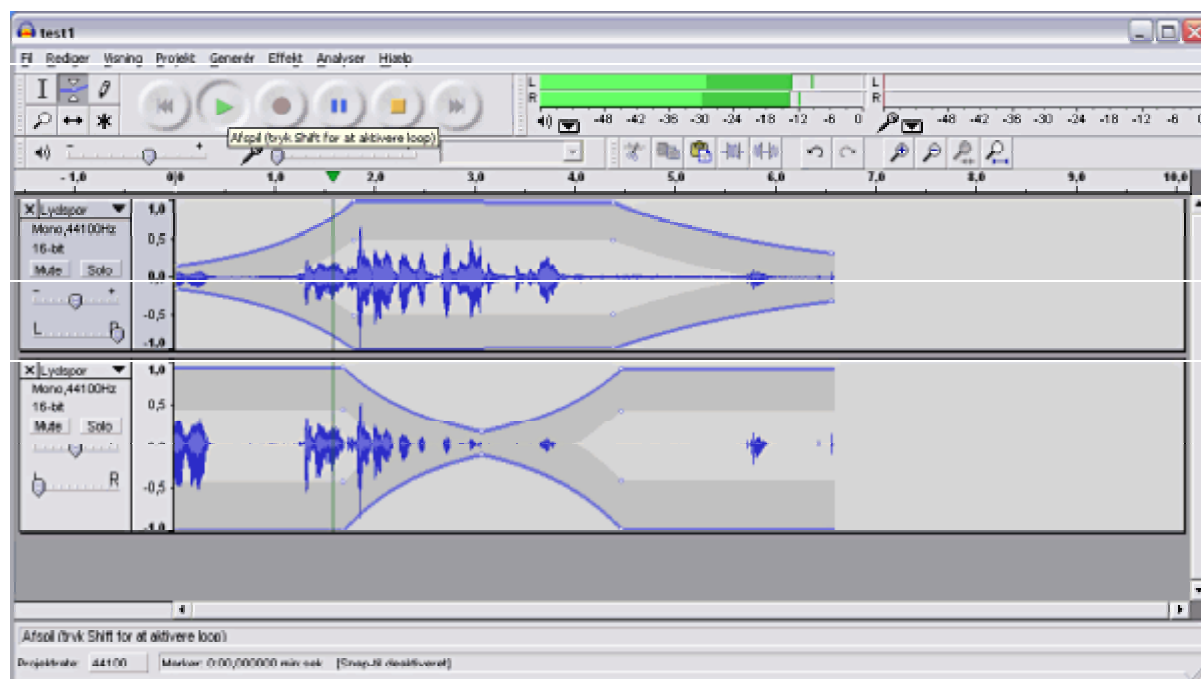 test1
Fil Rediger Visning Projekt Generér Effekt Analyser Hjælp
L
R
-48 -42 -36 -30 -24 -18 -12 -6 0
L
R
-48 -42 -36 -30 -24 -18 -12 -6 0
Afspil (tryk Shift for at aktivere loop)
- 1,0 0,0 1,0 2,0 3,0 4,0 5,0 6,0 7,0 8,0 9,0 10,0
X Lydspor
Mono,44100Hz
16-bit
Mute Solo
- +
L R
1,0
0,5
0,0
-0,5
-1,0
X Lydspor
Mono,44100Hz
16-bit
Mute Solo
L R
1,0
0,5
-0,5
-1,0
Afspil (tryk Shift for at aktivere loop)
Projektrate: 44100 Markør: 0:00,000000 min:sek [Snap-til deaktiveret]